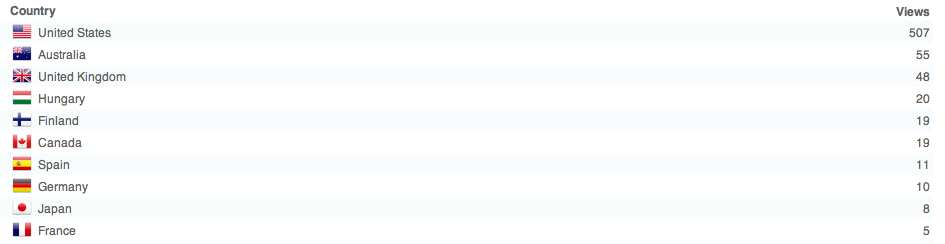 Country Views
United States 507
Australia 55
United Kingdom 48
Hungary 20
Finland 19
Canada 19
Spain 11
Germany 10
Japan 8
France 5